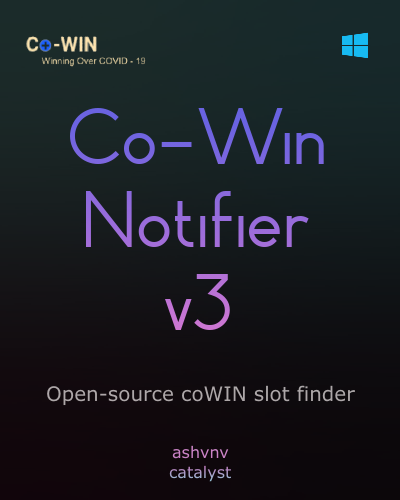 Co-WIN
Winning Over COVID - 19
Co-Win
Notifier
v3
Open-source coWIN slot finder
ashvnv
catalyst